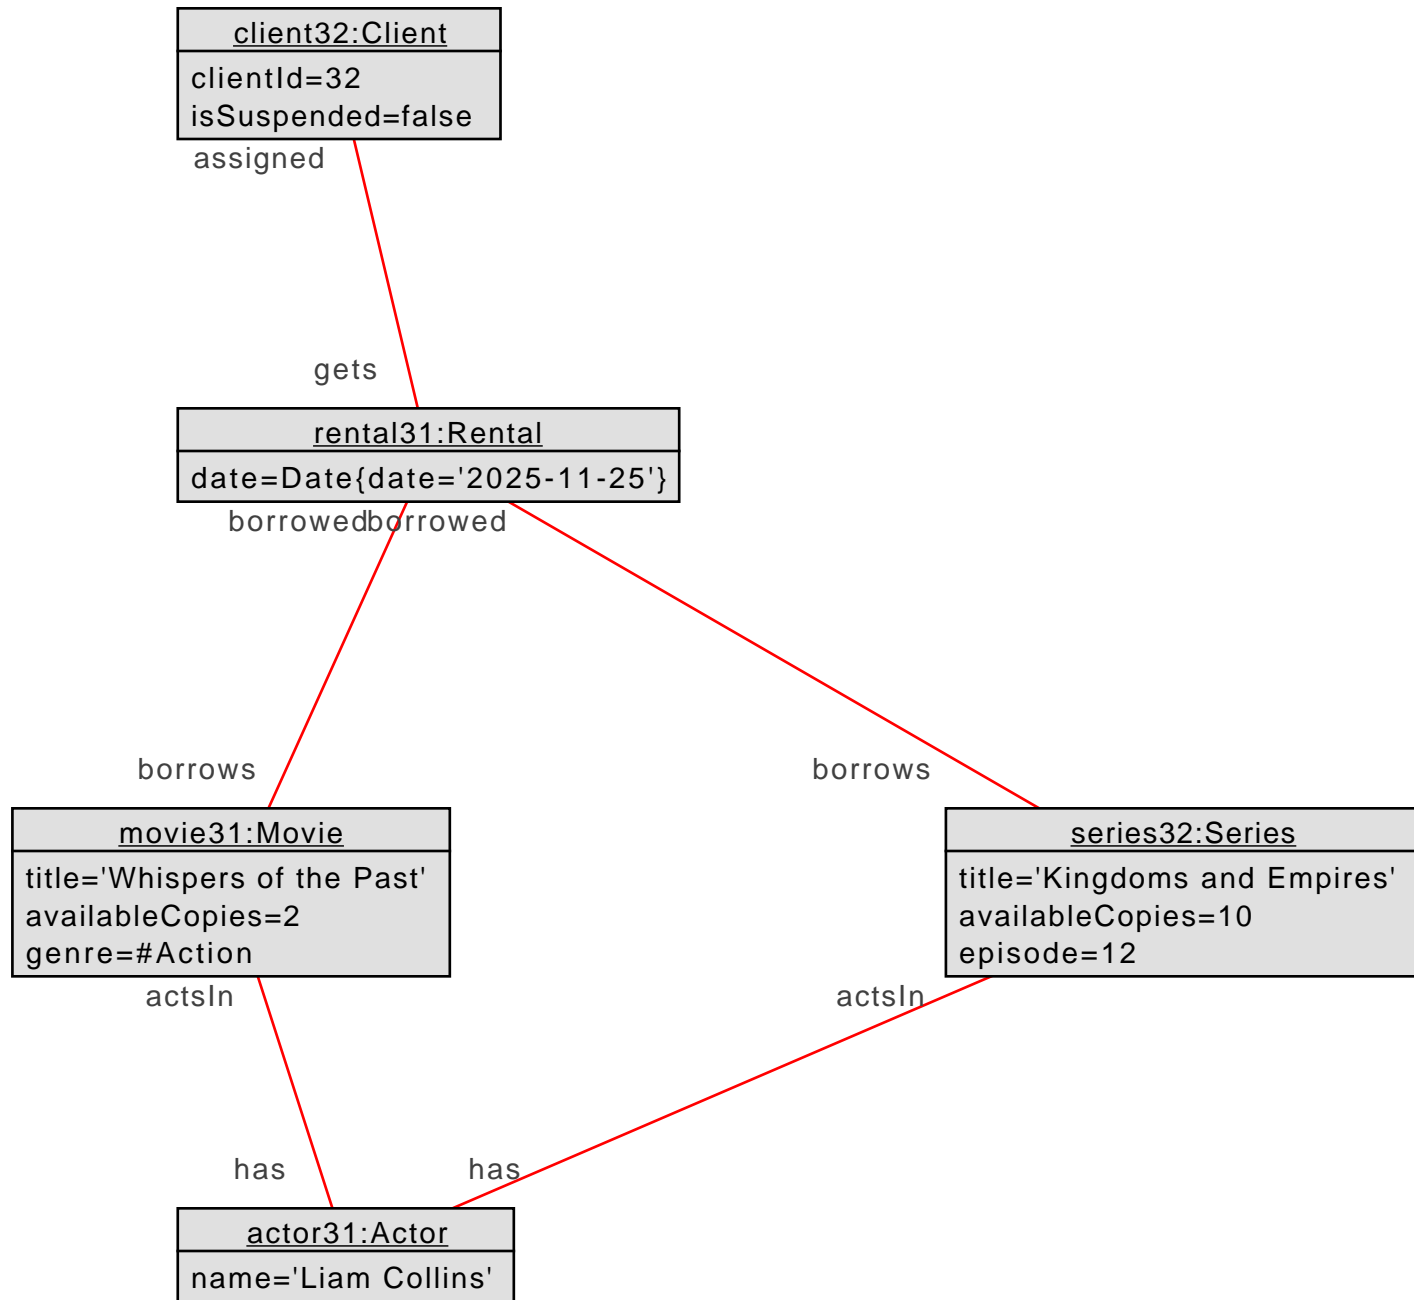 client32:Client
clientId=32
isSuspended=false
assigned
gets
rental31:Rental
date=Date{date='2025-11-25'}
borrowed borrowed
borrows borrows
movie31:Movie
title='Whispers of the Past'
availableCopies=2
genre=#Action
series32:Series
title='Kingdoms and Empires'
availableCopies=10
episode=12
actsIn actsIn
has has
actor31:Actor
name='Liam Collins'